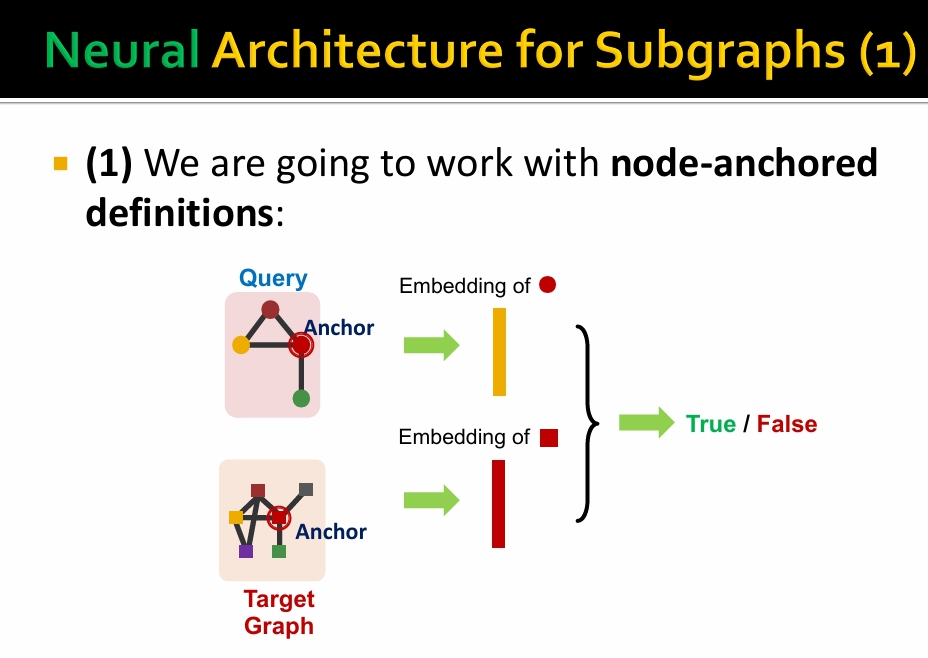 Neural Architecture for Subgraphs (1)
(1) We are going to work with node-anchored
definitions:
Query
Anchor
Embedding of
Embedding of
True / False
Anchor
Target
Graph